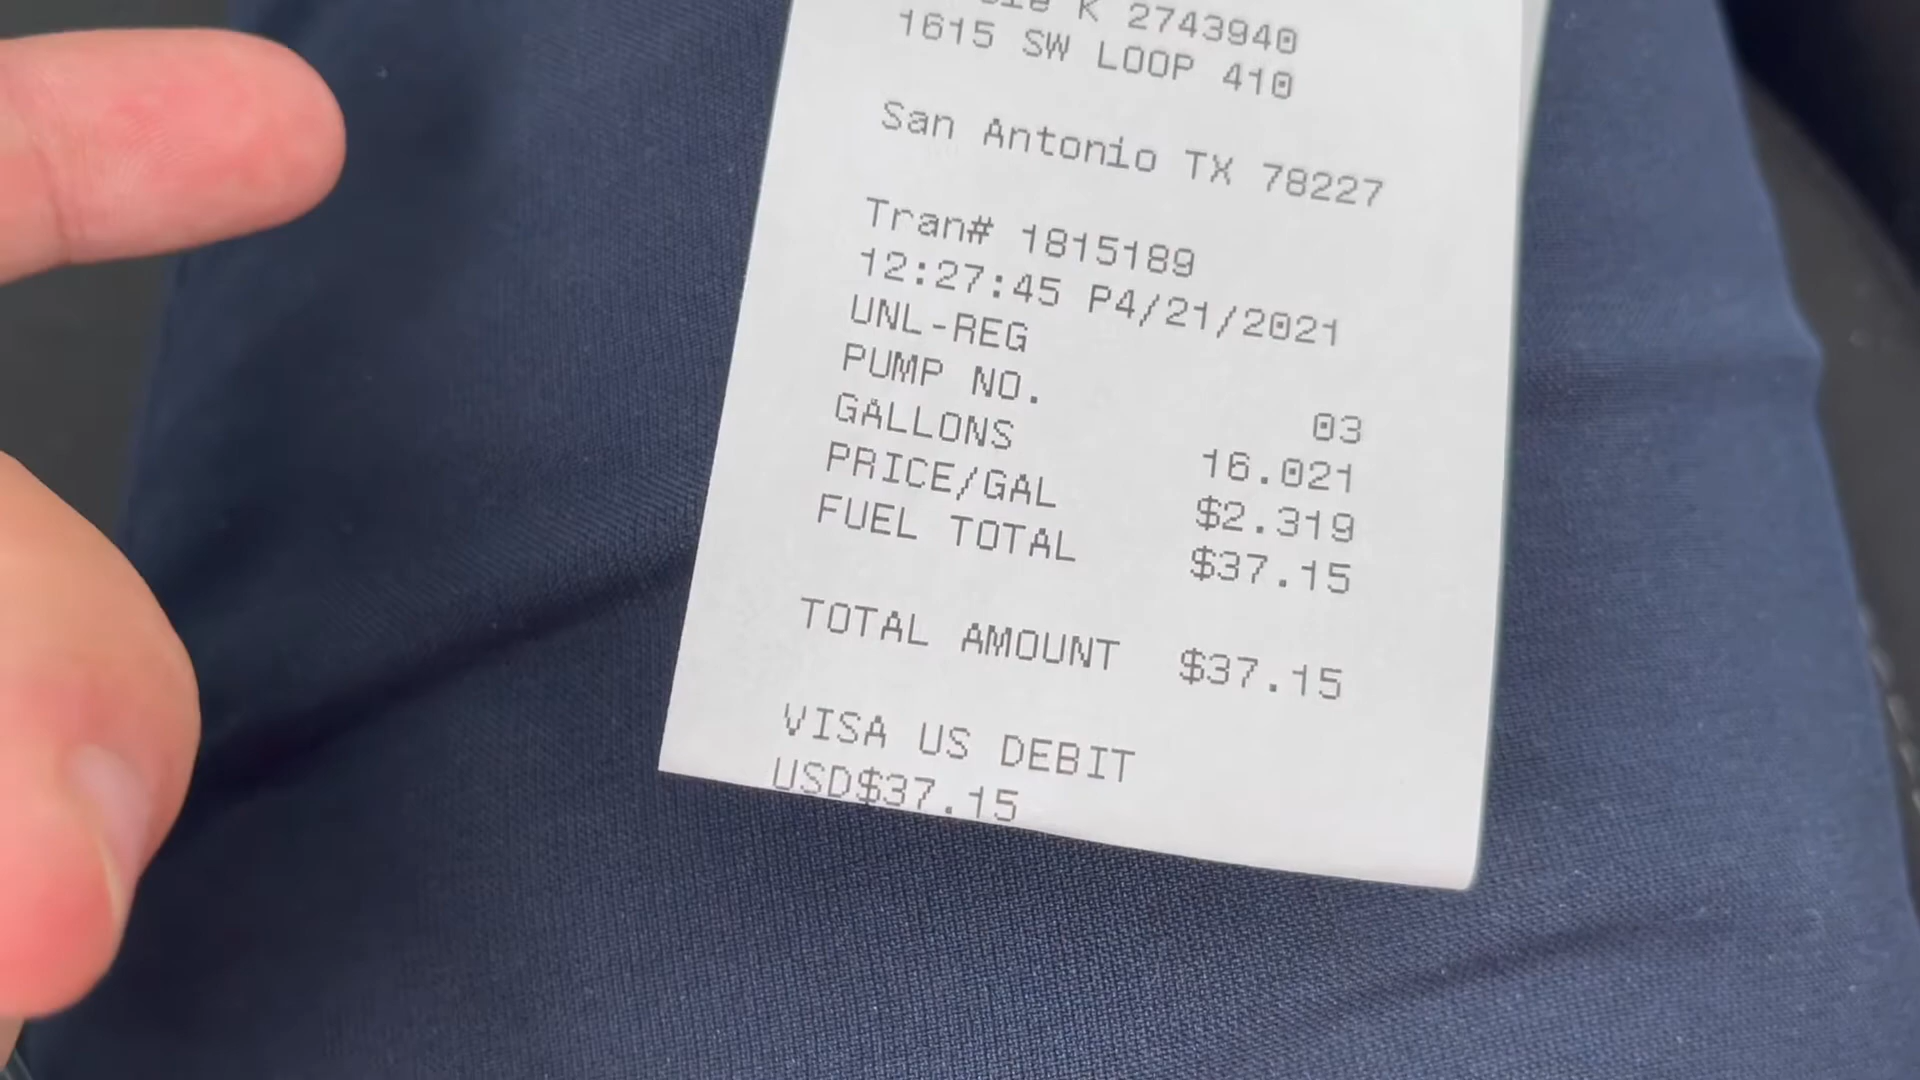 K 2743940
1615 SW LOOP 410
San Antonio TX 78227
Tran# 1815189
12:27:45 P4/21/2021
UNL-REG
PUMP NO. 03
GALLONS 16.021
PRICE/GAL $2.319
FUEL TOTAL $37.15
TOTAL AMOUNT $37.15
VISA US DEBIT
USD$37.15